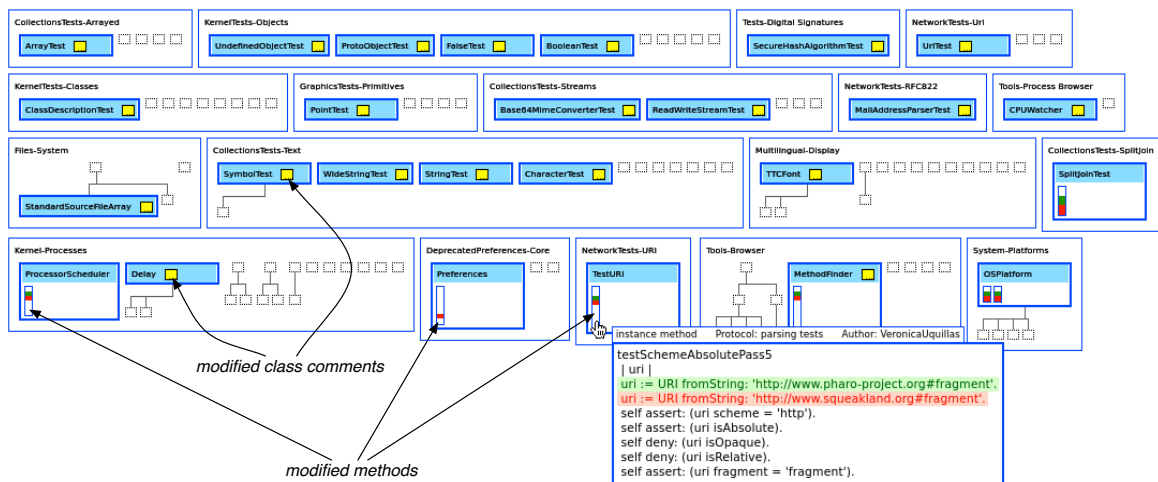 CollectionsTests-Arrayed
ArrayTest
KernelTests-Objects
UndefinedObjectTest
ProtoObjectTest
FalseTest
BooleanTest
Tests-Digital Signatures
SecureHashAlgorithmTest
NetworkTests-Url
UrlTest
KernelTests-Classes
ClassDescriptionTest
GraphicsTests-Primitives
PointTest
CollectionsTests-Streams
Base64MimeConverterTest
ReadWriteStreamTest
NetworkTests-RFC822
MailAddressParserTest
Tools-Process Browser
CPUWatcher
Files-System
StandardSourceFileArray
CollectionsTests-Text
SymbolTest
WideStringTest
StringTest
CharacterTest
Multilingual-Display
TTCFont
CollectionsTests-SplitJoin
SplitJoinTest
Kernel-Processes
ProcessorScheduler
Delay
DeprecatedPreferences-Core
Preferences
NetworkTests-URI
TestURI
Tools-Browser
MethodFinder
System-Platforms
OSPlatform
modified class comments
modified methods
instance method Protocol: parsing tests Author: VeronicaUquillas
testSchemeAbsolutePass5
| uri |
uri := URI fromString: 'http://www.pharo-project.org#fragment'.
uri := URI fromString: 'http://www.squeakland.org#fragment'.
self assert: (uri scheme = 'http').
self assert: (uri isAbsolute).
self deny: (uri isOpaque).
self deny: (uri isRelative).
self assert: (uri fragment = 'fragment').